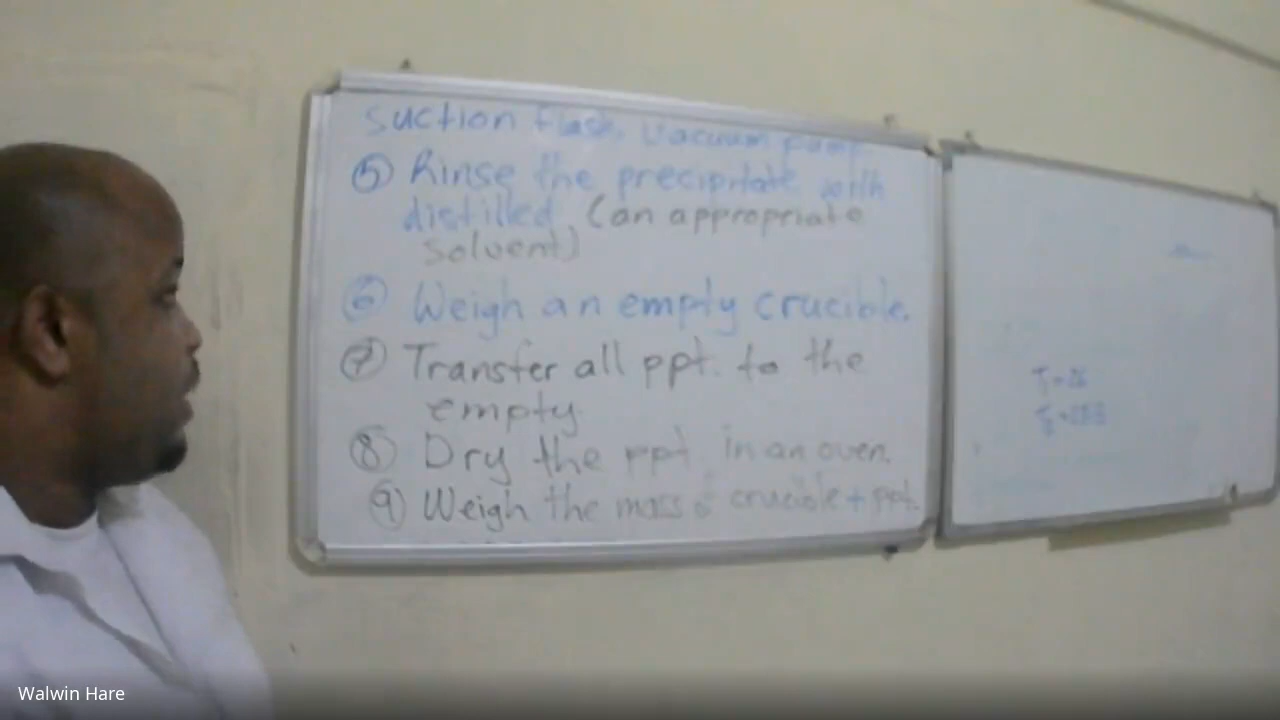 suction flask, vacuum pump
⑤ Rinse the precipitate with
distilled (an appropriate
solvent)
⑥ Weigh an empty crucible.
⑦ Transfer all ppt. to the
empty.
⑧ Dry the ppt in an oven.
⑨ Weigh the mass of crucible + ppt.
Walwin Hare